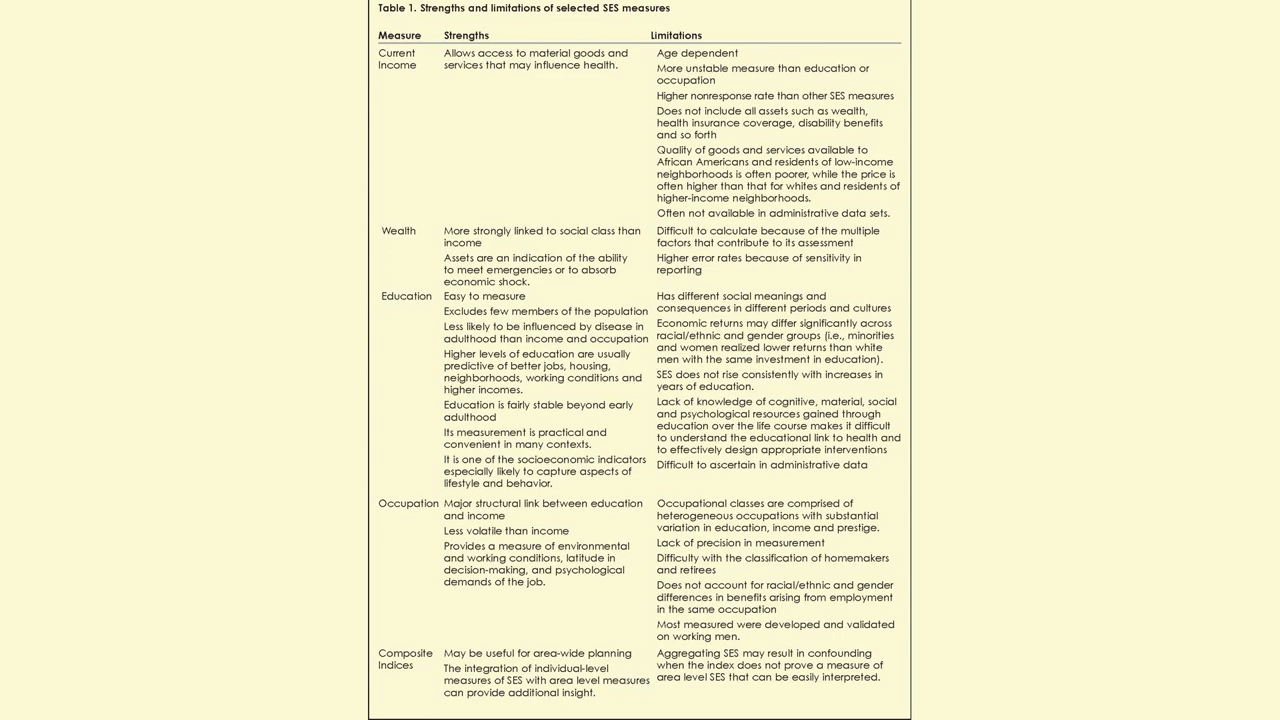 Table 1. Strengths and limitations of selected SES measures
Measure Strengths Limitations
Current
Income
Allows access to material goods and
services that may influence health.
Age dependent
More unstable measure than education or
occupation
Higher nonresponse rate than other SES measures
Does not include all assets such as wealth,
health insurance coverage, disability benefits
and so forth
Quality of goods and services available to
African Americans and residents of low-income
neighborhoods is often poorer, while the price is
often higher than that for whites and residents of
higher-income neighborhoods.
Often not available in administrative data sets.
Wealth
More strongly linked to social class than
income
Assets are an indication of the ability
to meet emergencies or to absorb
economic shock.
Difficult to calculate because of the multiple
factors that contribute to its assessment
Higher error rates because of sensitivity in
reporting
Education
Easy to measure
Excludes few members of the population
Less likely to be influenced by disease in
adulthood than income and occupation
Higher levels of education are usually
predictive of better jobs, housing,
neighborhoods, working conditions and
higher incomes.
Education is fairly stable beyond early
adulthood
Its measurement is practical and
convenient in many contexts.
It is one of the socioeconomic indicators
especially likely to capture aspects of
lifestyle and behavior.
Has different social meanings and
consequences in different periods and cultures
Economic returns may differ significantly across
racial/ethnic and gender groups (i.e., minorities
and women realized lower returns than white
men with the same investment in education).
SES does not rise consistently with increases in
years of education.
Lack of knowledge of cognitive, material, social
and psychological resources gained through
education over the life course makes it difficult
to understand the educational link to health and
to effectively design appropriate interventions
Difficult to ascertain in administrative data
Occupation
Major structural link between education
and income
Less volatile than income
Provides a measure of environmental
and working conditions, latitude in
decision-making, and psychological
demands of the job.
Occupational classes are comprised of
heterogeneous occupations with substantial
variation in education, income and prestige.
Lack of precision in measurement
Difficulty with the classification of homemakers
and retirees
Does not account for racial/ethnic and gender
differences in benefits arising from employment
in the same occupation
Most measured were developed and validated
on working men.
Composite
Indices
May be useful for area-wide planning
The integration of individual-level
measures of SES with area level measures
can provide additional insight.
Aggregating SES may result in confounding
when the index does not prove a measure of
area level SES that can be easily interpreted.